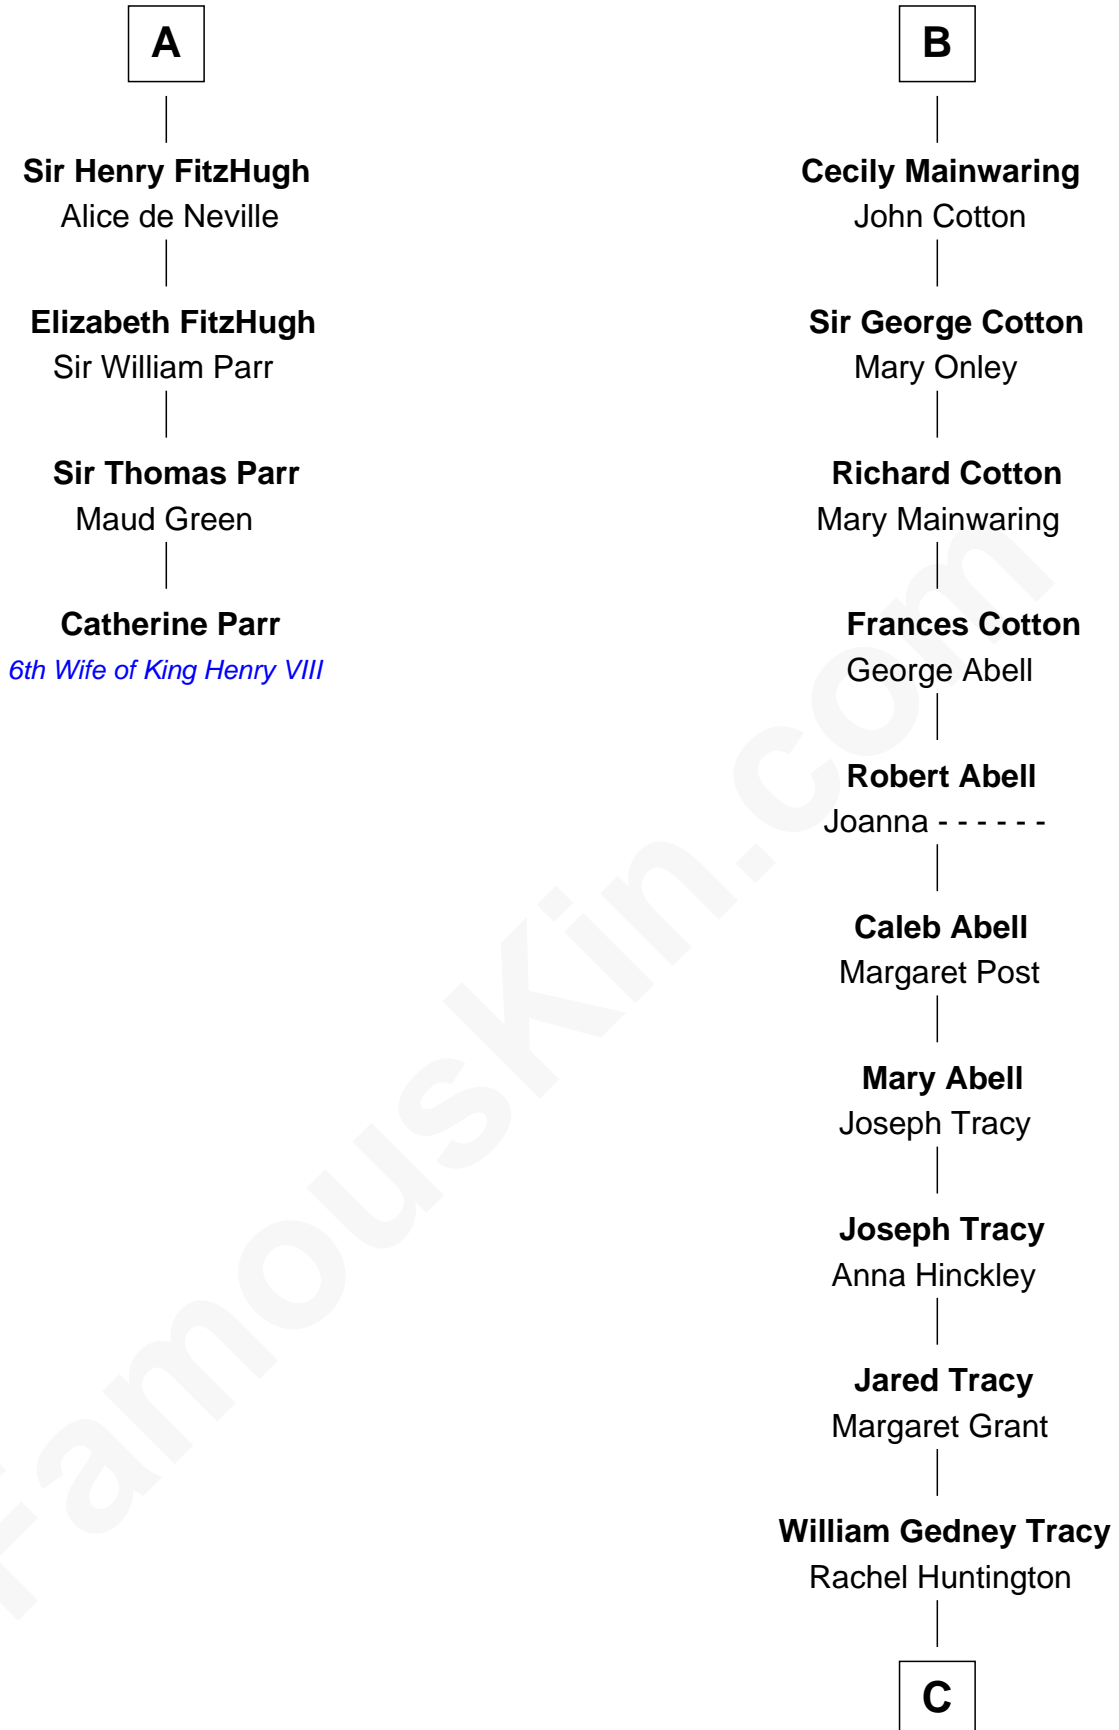 A
Sir Henry FitzHugh
Alice de Neville
Elizabeth FitzHugh
Sir William Parr
Sir Thomas Parr
Maud Green
Catherine Parr
6th Wife of King Henry VIII
B
Cecily Mainwaring
John Cotton
Sir George Cotton
Mary Onley
Richard Cotton
Mary Mainwaring
Frances Cotton
George Abell
Robert Abell
Joanna - - - - - -
Caleb Abell
Margaret Post
Mary Abell
Joseph Tracy
Joseph Tracy
Anna Hinckley
Jared Tracy
Margaret Grant
William Gedney Tracy
Rachel Huntington
C
FamousKin.com